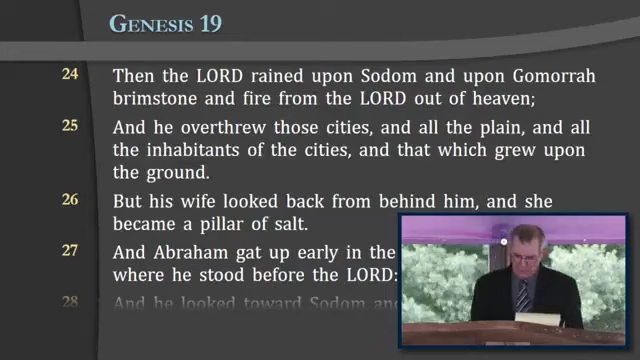 GENESIS 19
24 Then the LORD rained upon Sodom and upon Gomorrah
brimstone and fire from the LORD out of heaven;
25 And he overthrew those cities, and all the plain, and all
the inhabitants of the cities, and that which grew upon
the ground.
26 But his wife looked back from behind him, and she
became a pillar of salt.
27 And Abraham gat up early in the
where he stood before the LORD:
28 And he looked toward Sodom and